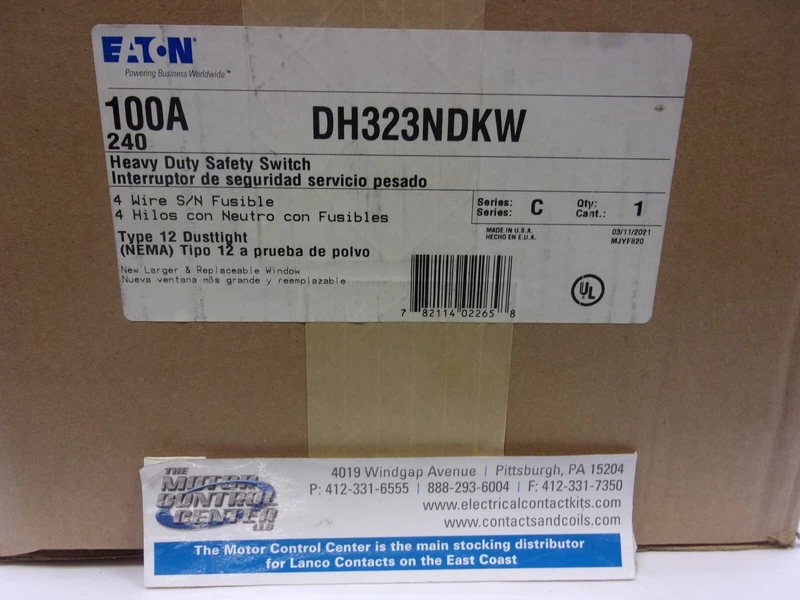 EATON
Powering Business Worldwide™
100A
240
DH323NDKW
Heavy Duty Safety Switch
Interruptor de seguridad servicio pesado
4 Wire S/N Fusible
4 Hilos con Neutro con Fusibles
Series: C Qty: 1
Series: Cant.:
Type 12 Dusttight
(NEMA) Tipo 12 a prueba de polvo
MADE IN U.S.A.
HECHO EN E.U.A.
03/11/2021
MJYF820
New Larger & Replaceable Window
Nueva ventana mßs grande y reemplazable
7 82114 02265 8
UL
THE
MOTOR
CONTROL
CENTER
LLC
4019 Windgap Avenue | Pittsburgh, PA 15204
P: 412-331-6555 | 888-293-6004 | F: 412-331-7350
www.electricalcontactkits.com
www.contactsandcoils.com
The Motor Control Center is the main stocking distributor
for Lanco Contacts on the East Coast